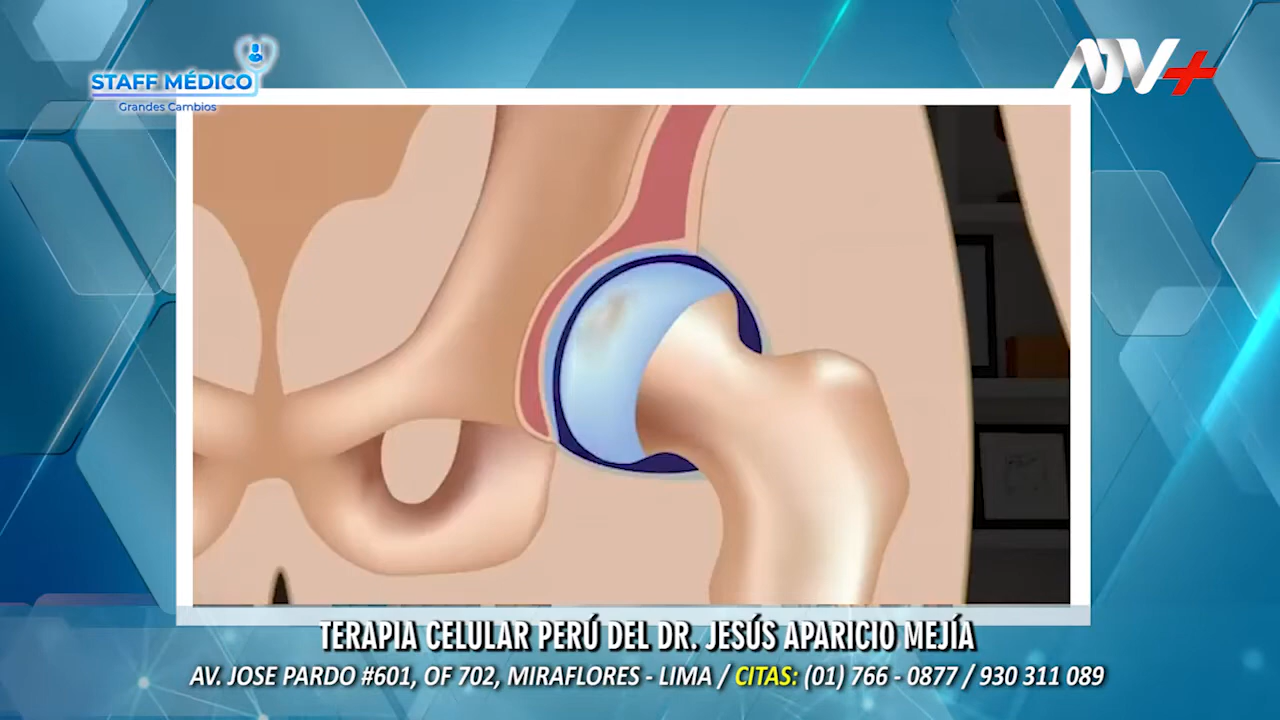 STAFF MÉDICO
Grandes Cambios
ATV+
TERAPIA CELULAR PERÚ DEL DR. JESÚS APARICIO MEJÍA
AV. JOSE PARDO #601, OF 702, MIRAFLORES - LIMA / CITAS: (01) 766 - 0877 / 930 311 089